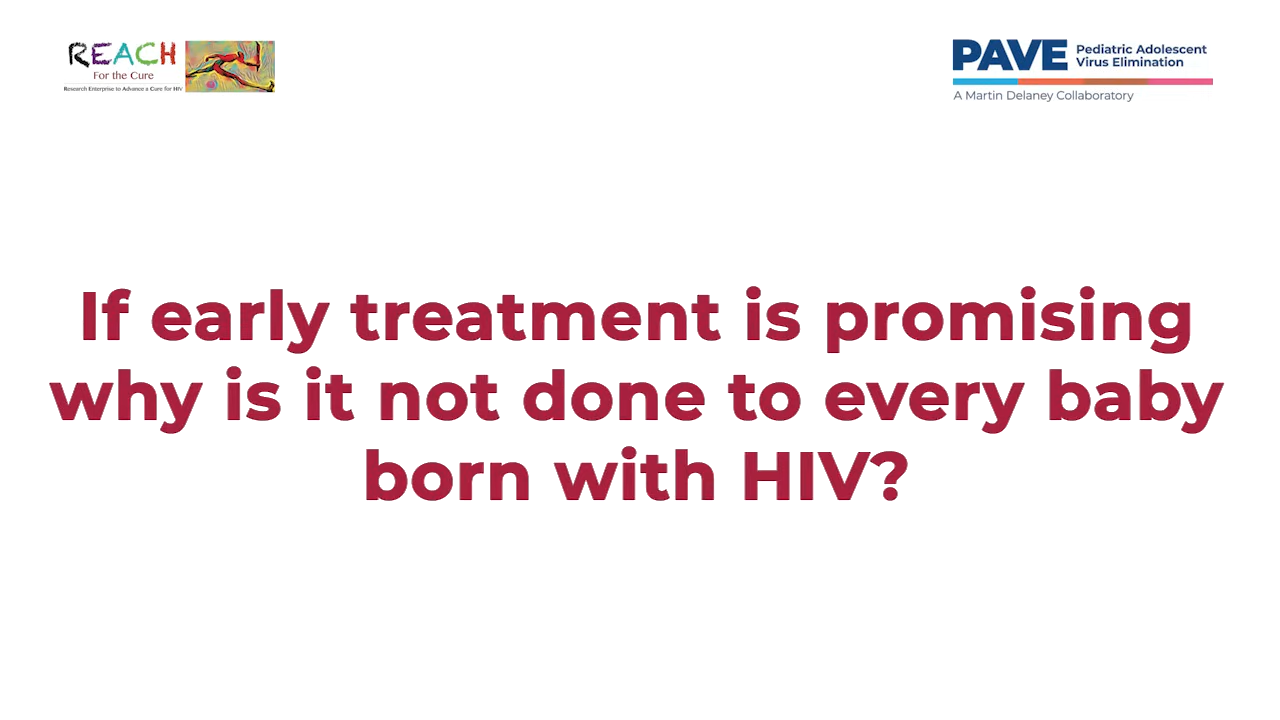 REACH
For the Cure
Research Enterprise to Advance a Cure for HIV
PAVE Pediatric Adolescent
Virus Elimination
A Martin Delaney Collaboratory
If early treatment is promising
why is it not done to every baby
born with HIV?